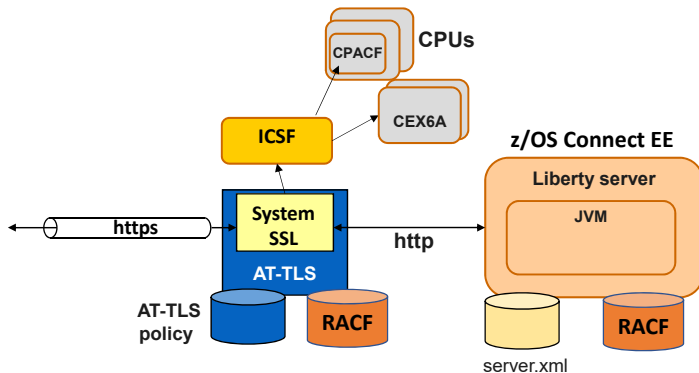 CPUs
CPACF
CEX6A
ICSF
z/OS Connect EE
Liberty server
JVM
System
SSL
https
http
AT-TLS
AT-TLS
policy
RACF
RACF
server.xml